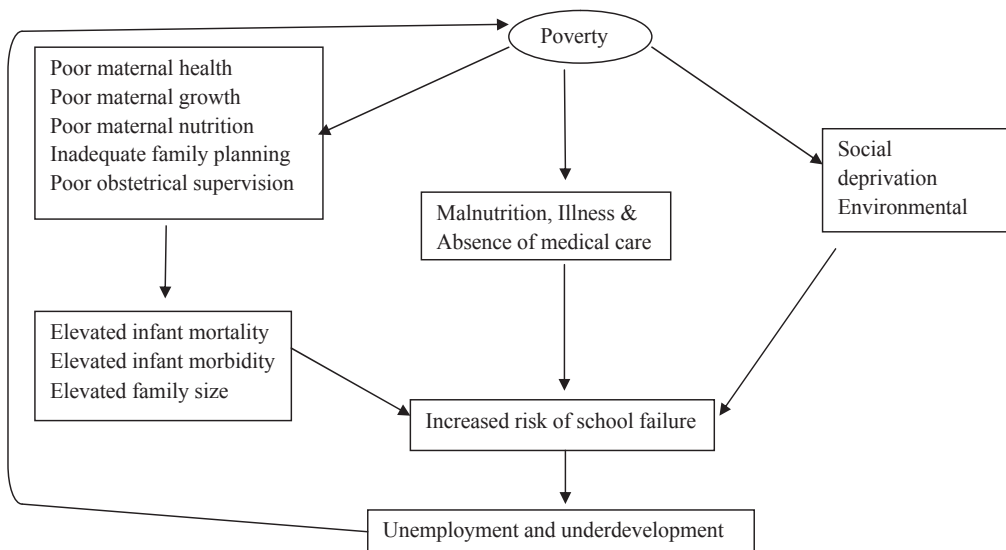 Poverty
Poor maternal health
Poor maternal growth
Poor maternal nutrition
Inadequate family planning
Poor obstetrical supervision
Social
deprivation
Environmental
Malnutrition, Illness &
Absence of medical care
Elevated infant mortality
Elevated infant morbidity
Elevated family size
Increased risk of school failure
Unemployment and underdevelopment